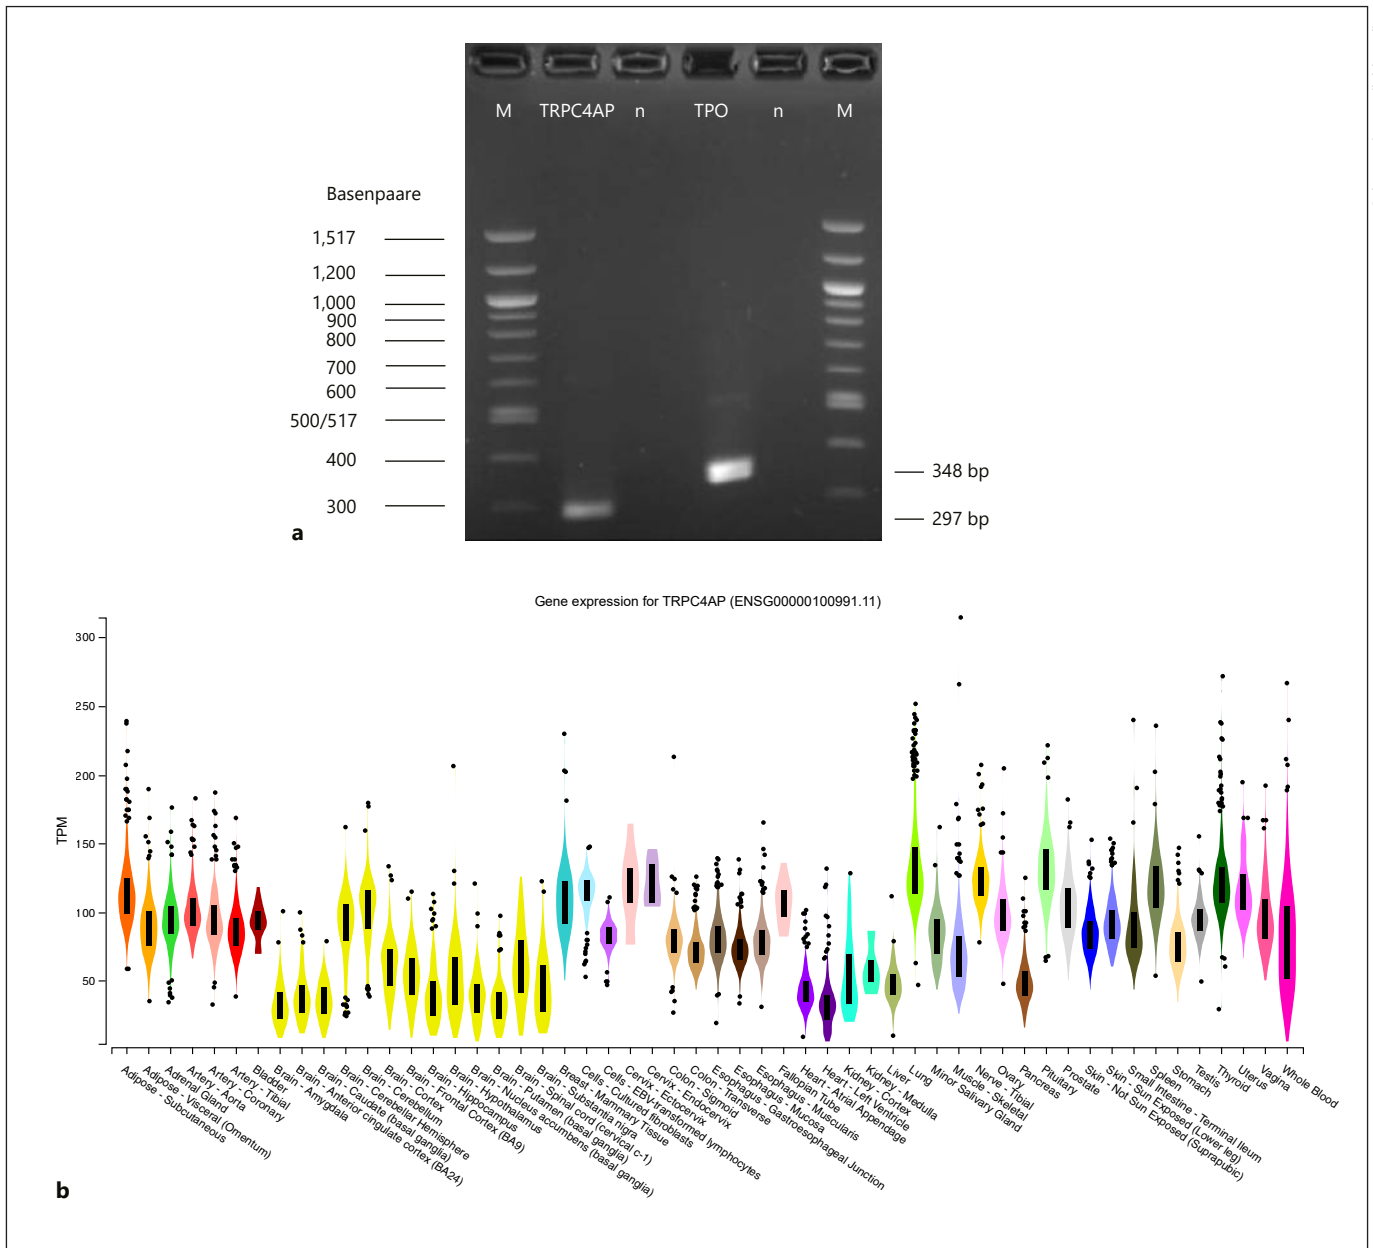 M TRPC4AP n TPO n M
Basenpaare
1,517
1,200
1,000
900
800
700
600
500/517
400
300
348 bp
297 bp
a
Gene expression for TRPC4AP (ENSG00000100991.11)
TPM
300
250
200
150
100
50
Adipose - Subcutaneous
Adipose - Visceral (Omentum)
Adrenal Gland
Artery - Aorta
Artery - Coronary
Artery - Tibial
Bladder
Brain - Amygdala
Brain - Anterior cingulate cortex (BA24)
Brain - Caudate (basal ganglia)
Brain - Cerebellar Hemisphere
Brain - Cerebellum
Brain - Cortex
Brain - Frontal Cortex (BA9)
Brain - Hippocampus
Brain - Hypothalamus
Brain - Nucleus accumbens (basal ganglia)
Brain - Putamen (basal ganglia)
Brain - Spinal cord (cervical c-1)
Brain - Substantia nigra
Breast - Mammary Tissue
Cells - Cultured fibroblasts
Cells - EBV-transformed lymphocytes
Cervix - Ectocervix
Cervix - Endocervix
Colon - Sigmoid
Colon - Transverse
Esophagus - Gastroesophageal Junction
Esophagus - Mucosa
Esophagus - Muscularis
Fallopian Tube
Heart - Atrial Appendage
Heart - Left Ventricle
Kidney - Cortex
Kidney - Medulla
Liver
Lung
Minor Salivary Gland
Muscle - Skeletal
Nerve - Tibial
Ovary
Pancreas
Pituitary
Prostate
Skin - Not Sun Exposed (Suprapubic)
Skin - Sun Exposed (Lower leg)
Small Intestine - Terminal Ileum
Spleen
Stomach
Testis
Thyroid
Uterus
Vagina
Whole Blood
b